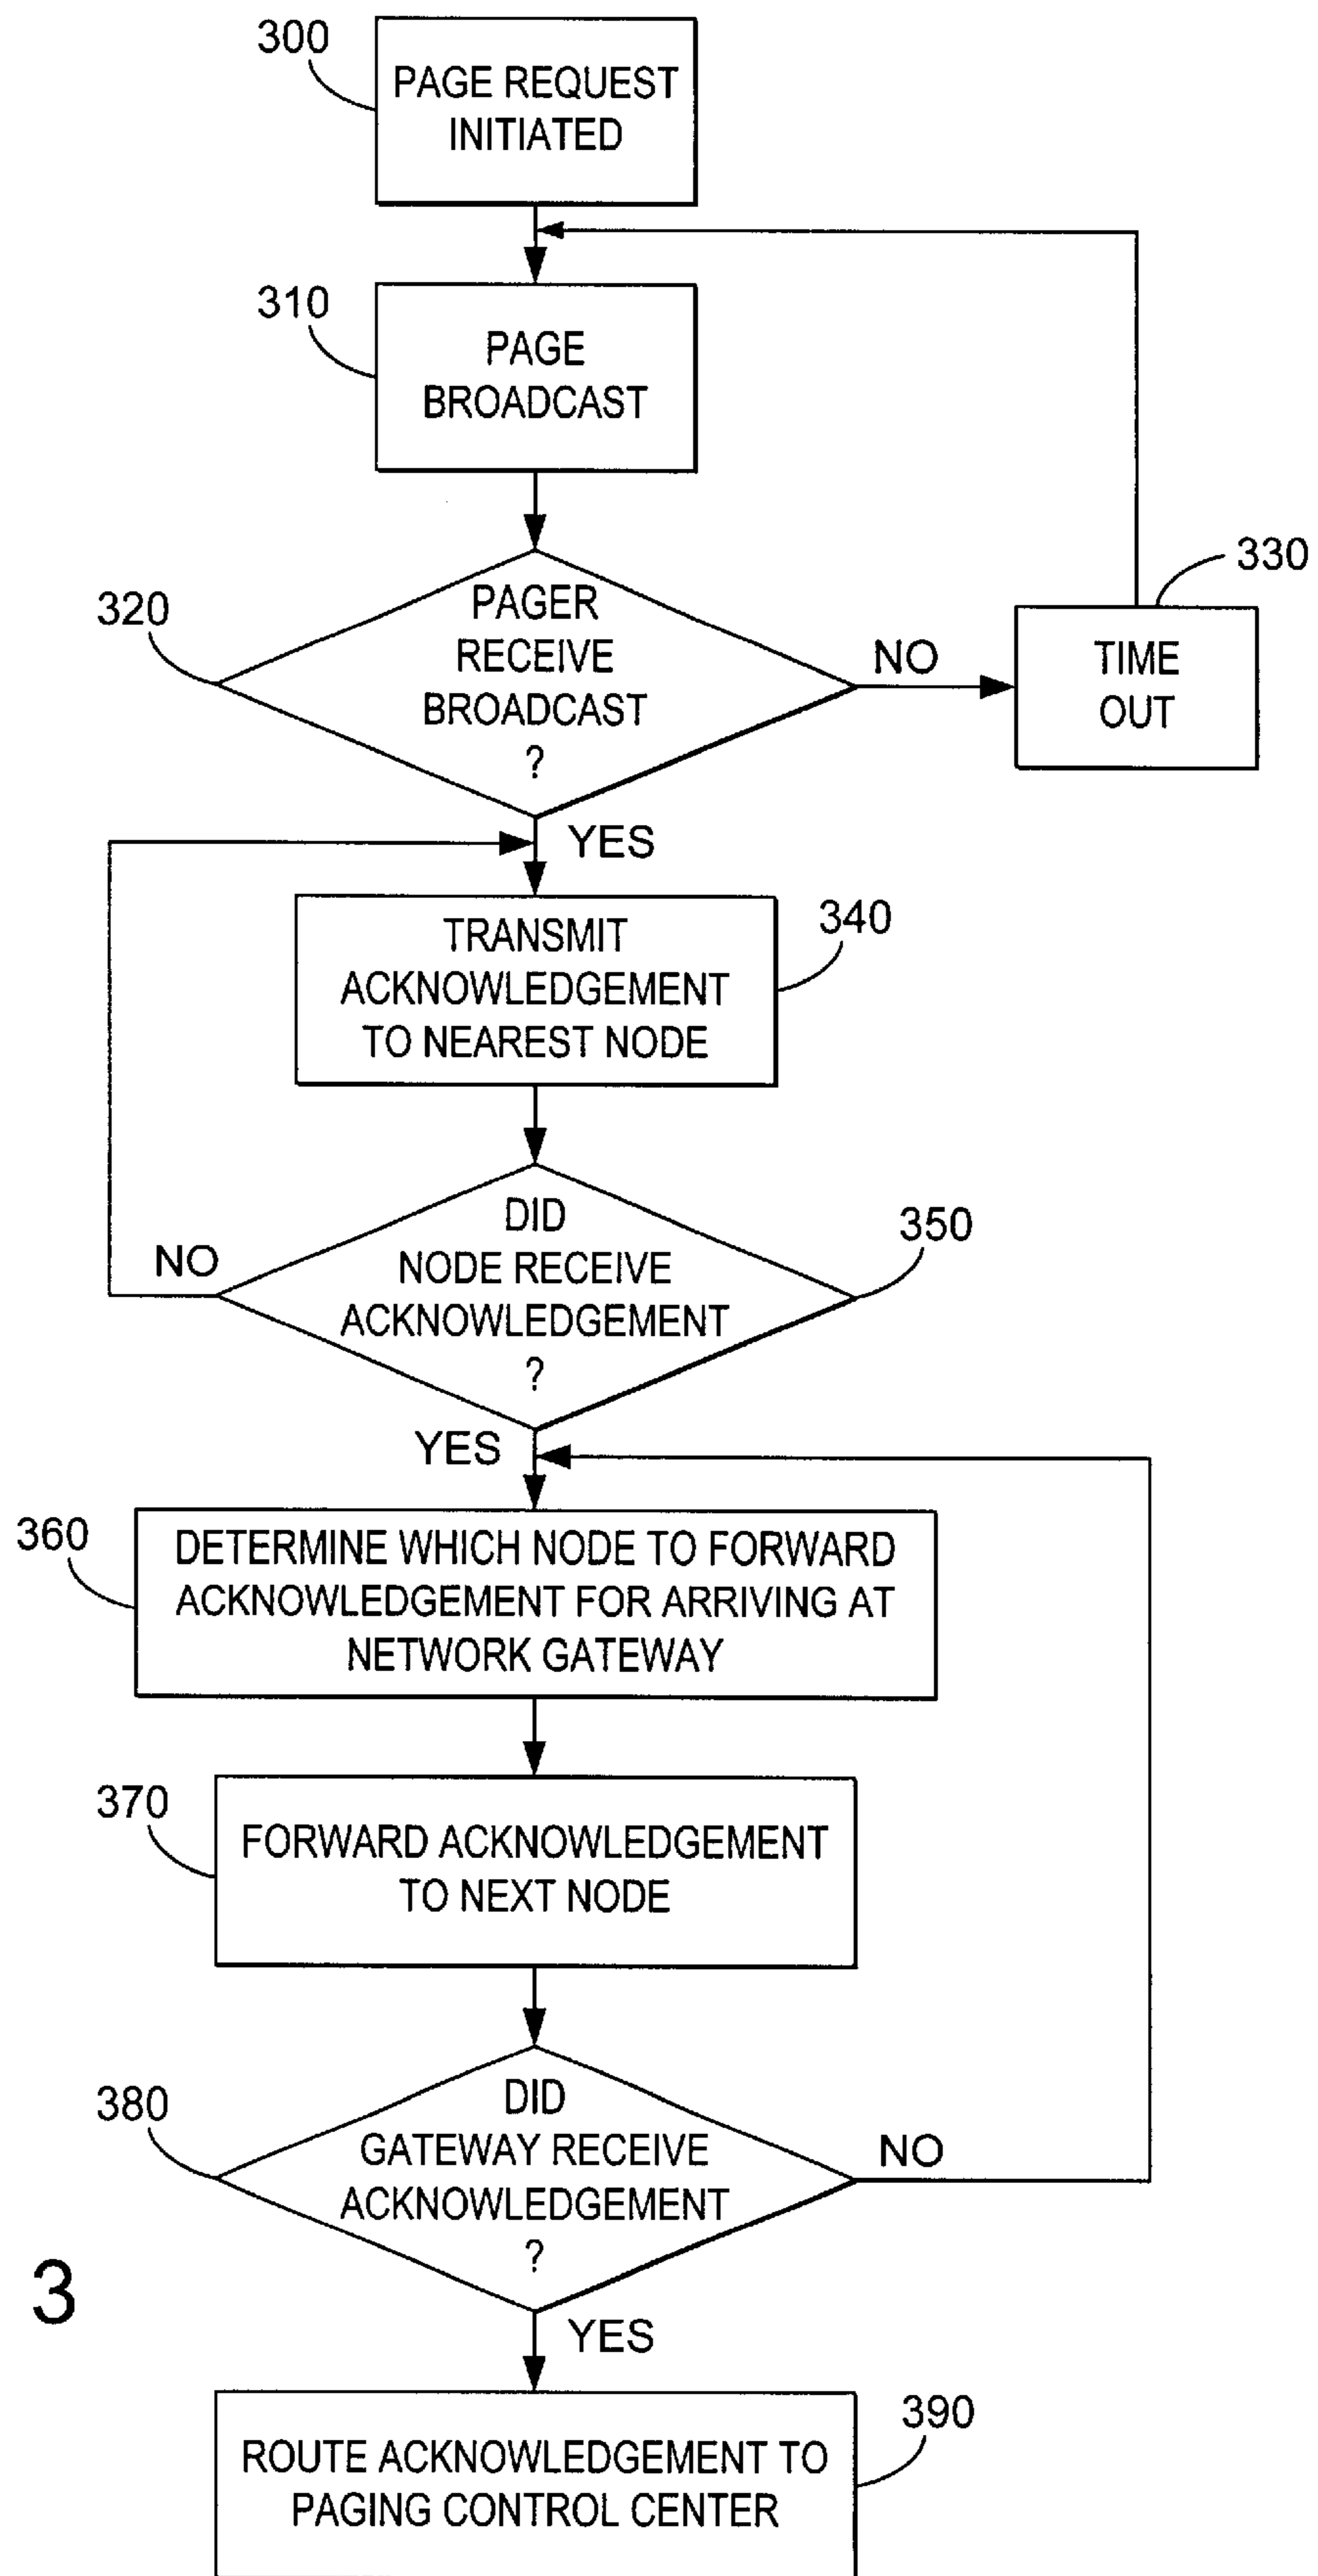 300
PAGE REQUEST
INITIATED
310
PAGE
BROADCAST
320
PAGER
RECEIVE
BROADCAST
?
NO
330
TIME
OUT
YES
340
TRANSMIT
ACKNOWLEDGEMENT
TO NEAREST NODE
350
DID
NODE RECEIVE
ACKNOWLEDGEMENT
?
NO
YES
360
DETERMINE WHICH NODE TO FORWARD
ACKNOWLEDGEMENT FOR ARRIVING AT
NETWORK GATEWAY
370
FORWARD ACKNOWLEDGEMENT
TO NEXT NODE
380
DID
GATEWAY RECEIVE
ACKNOWLEDGEMENT
?
NO
3
YES
390
ROUTE ACKNOWLEDGEMENT TO
PAGING CONTROL CENTER